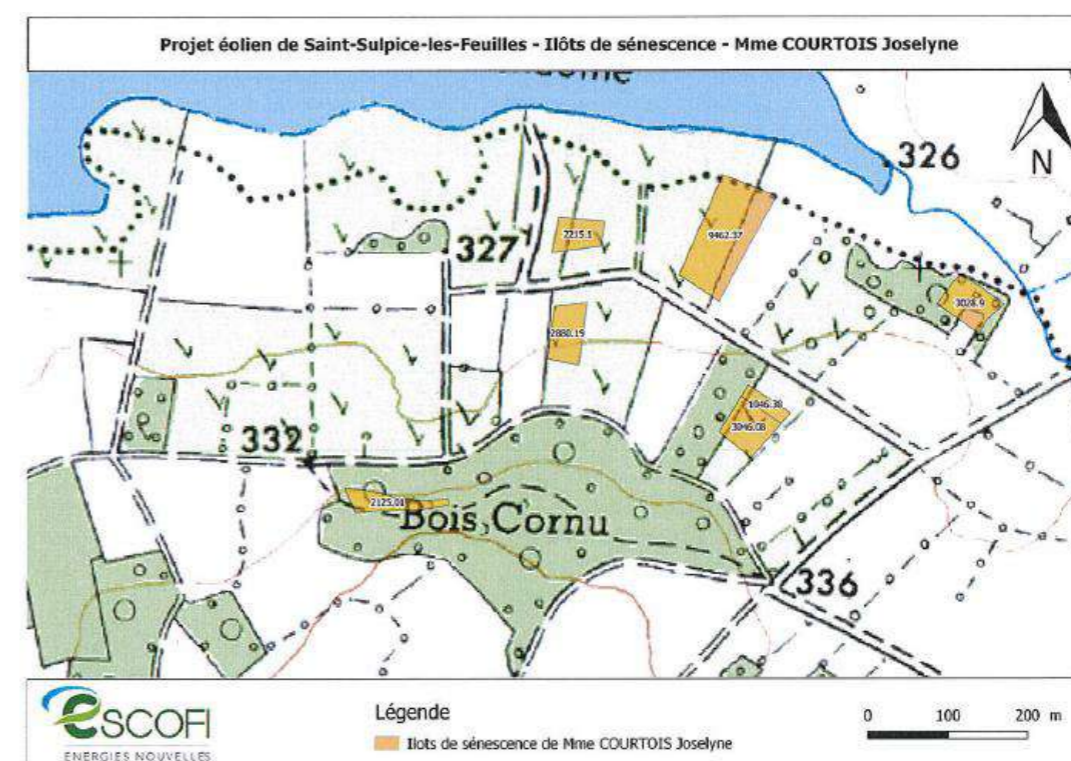 Projet éolien de Saint-Sulpice-les-Feuilles - Ilôts de sénescence - Mme COURTOIS Joselyne
326
N
327
2215.1
9462.37
3028.9
2880.19
1046.38
3046.08
332
2125.01
Bois Cornu
336
ESCOFI
ENERGIES NOUVELLES
Légende
Ilots de sénescence de Mme COURTOIS Joselyne
0 100 200 m